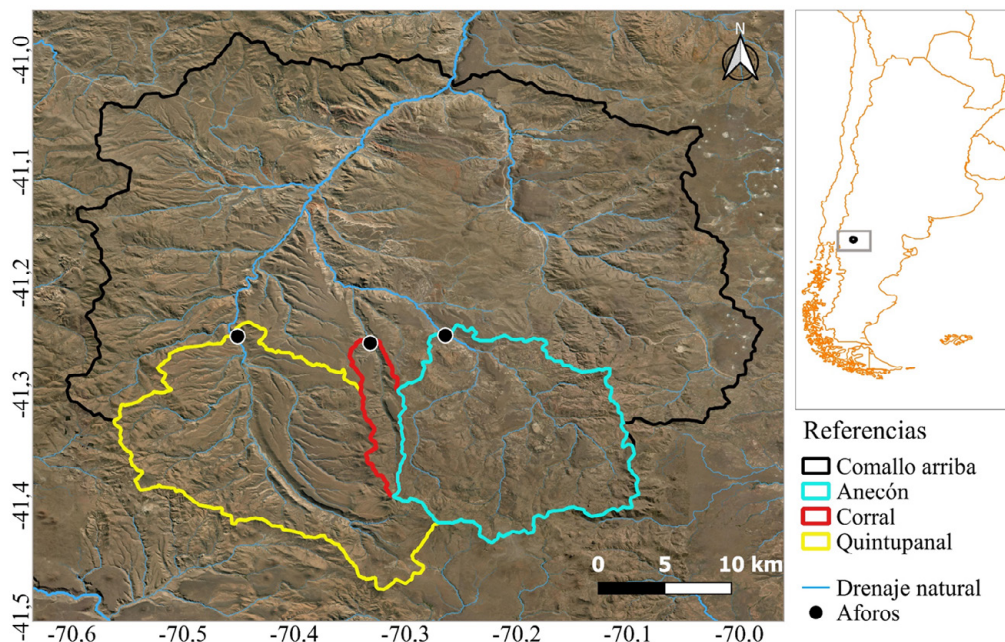 -41,0
-41,1
-41,2
-41,3
-41,4
-41,5
N
0 5 10 km
-70.6 -70.5 -70.4 -70.3 -70.2 -70.1 -70.0
Referencias
Comallo arriba
Anecón
Corral
Quintupanal
Drenaje natural
Aforos